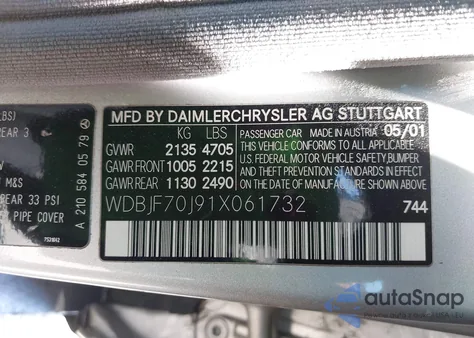 MFD BY DAIMLERCHRYSLER AG STUTTGART
KG LBS
GVWR 2135 4705
GAWR FRONT 1005 2215
GAWR REAR 1130 2490
PASSENGER CAR MADE IN AUSTRIA 05/01
THIS VEHICLE CONFORMS TO ALL APPLICABLE
U.S. FEDERAL MOTOR VEHICLE SAFETY, BUMPER
AND THEFT PREVENTION STANDARDS IN EFFECT
ON THE DATE OF MANUFACTURE SHOWN ABOVE.
WDBJF70J91X061732 744
LBS)
REAR 3
M&S
REAR 33 PSI
PIPE COVER
A 210 584 05 79
autoSnap